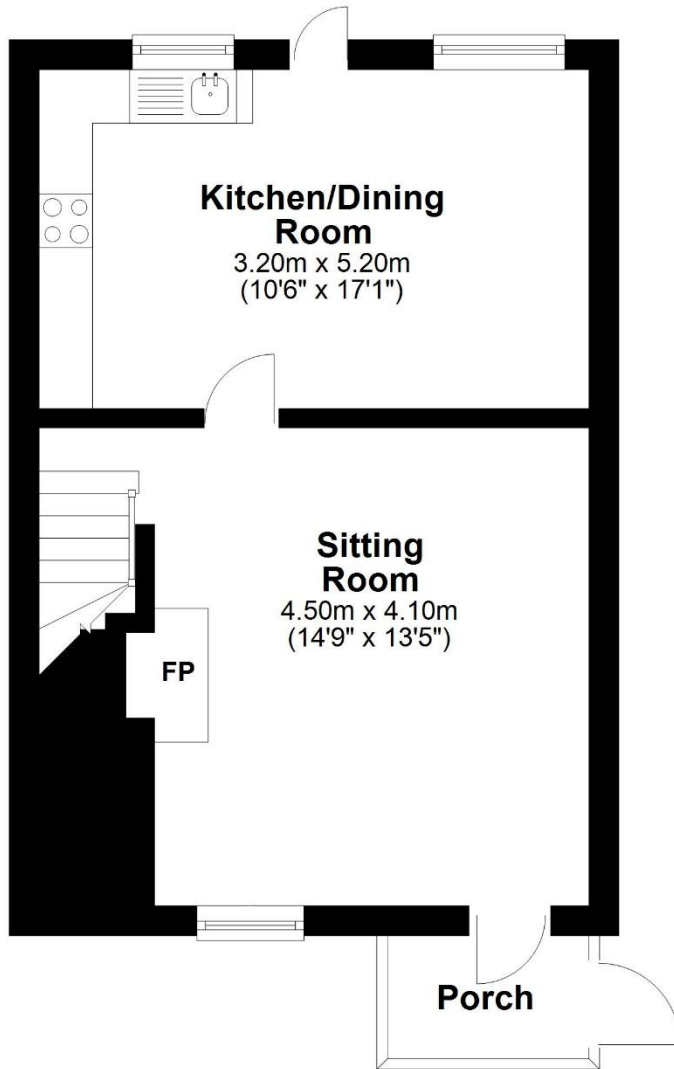 Kitchen/Dining
Room
3.20m x 5.20m
(10'6" x 17'1")
Sitting
Room
4.50m x 4.10m
(14'9" x 13'5")
FP
Porch